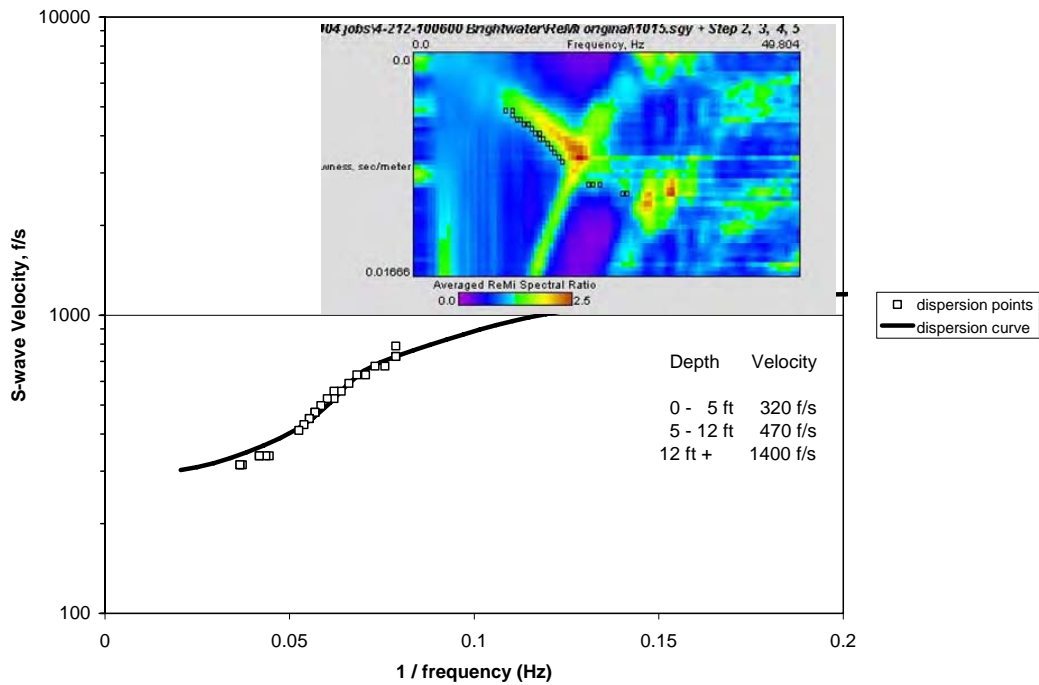 04 jobs\4-212-100600 Brightwater\ReMi original\1015.sgy + Step 2, 3, 4, 5
0.0 Frequency, Hz 49.804
0.0
sec/meter
0.01666
Averaged ReMi Spectral Ratio
0.0 2.5
S-wave Velocity, f/s
10000
1000
100
0 0.05 0.1 0.15 0.2
1 / frequency (Hz)
dispersion points
dispersion curve
Depth Velocity
0 - 5 ft 320 f/s
5 - 12 ft 470 f/s
12 ft + 1400 f/s